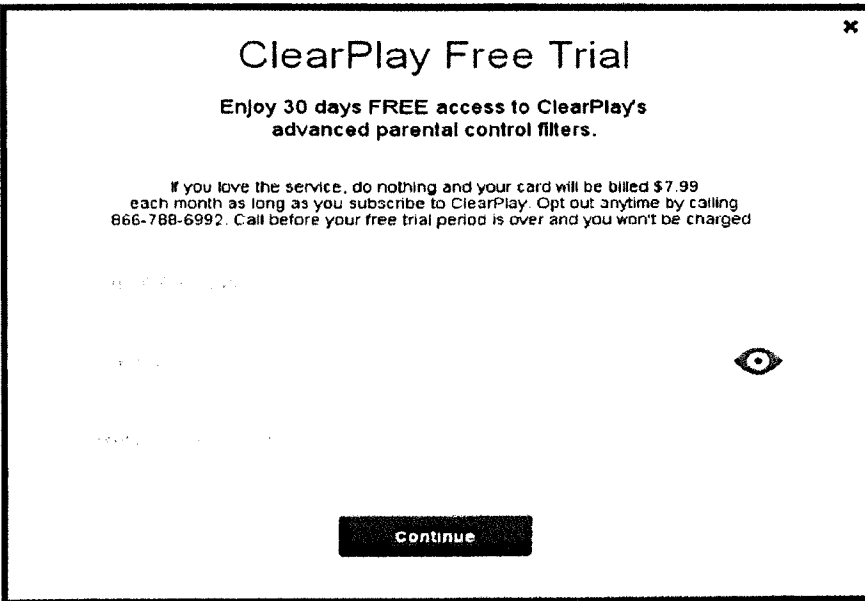 ClearPlay Free Trial
Enjoy 30 days FREE access to ClearPlay's
advanced parental control filters.
If you love the service, do nothing and your card will be billed $7.99
each month as long as you subscribe to ClearPlay. Opt out anytime by calling
866-788-6992. Call before your free trial period is over and you won't be charged
Continue